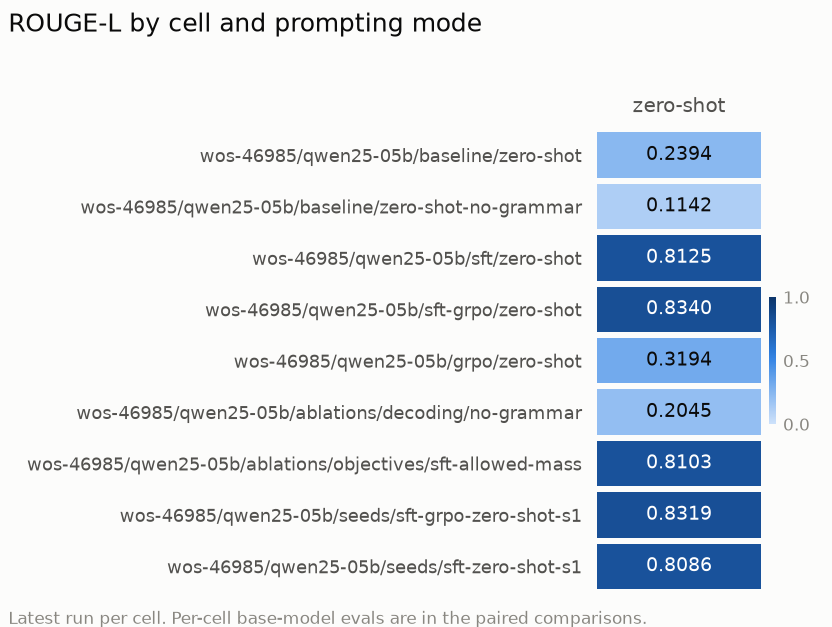 ROUGE-L by cell and prompting mode
zero-shot
wos-46985/qwen25-05b/baseline/zero-shot 0.2394
wos-46985/qwen25-05b/baseline/zero-shot-no-grammar 0.1142
wos-46985/qwen25-05b/sft/zero-shot 0.8125
wos-46985/qwen25-05b/sft-grpo/zero-shot 0.8340
wos-46985/qwen25-05b/grpo/zero-shot 0.3194
wos-46985/qwen25-05b/ablations/decoding/no-grammar 0.2045
wos-46985/qwen25-05b/ablations/objectives/sft-allowed-mass 0.8103
wos-46985/qwen25-05b/seeds/sft-grpo-zero-shot-s1 0.8319
wos-46985/qwen25-05b/seeds/sft-zero-shot-s1 0.8086
1.0
0.5
0.0
Latest run per cell. Per-cell base-model evals are in the paired comparisons.